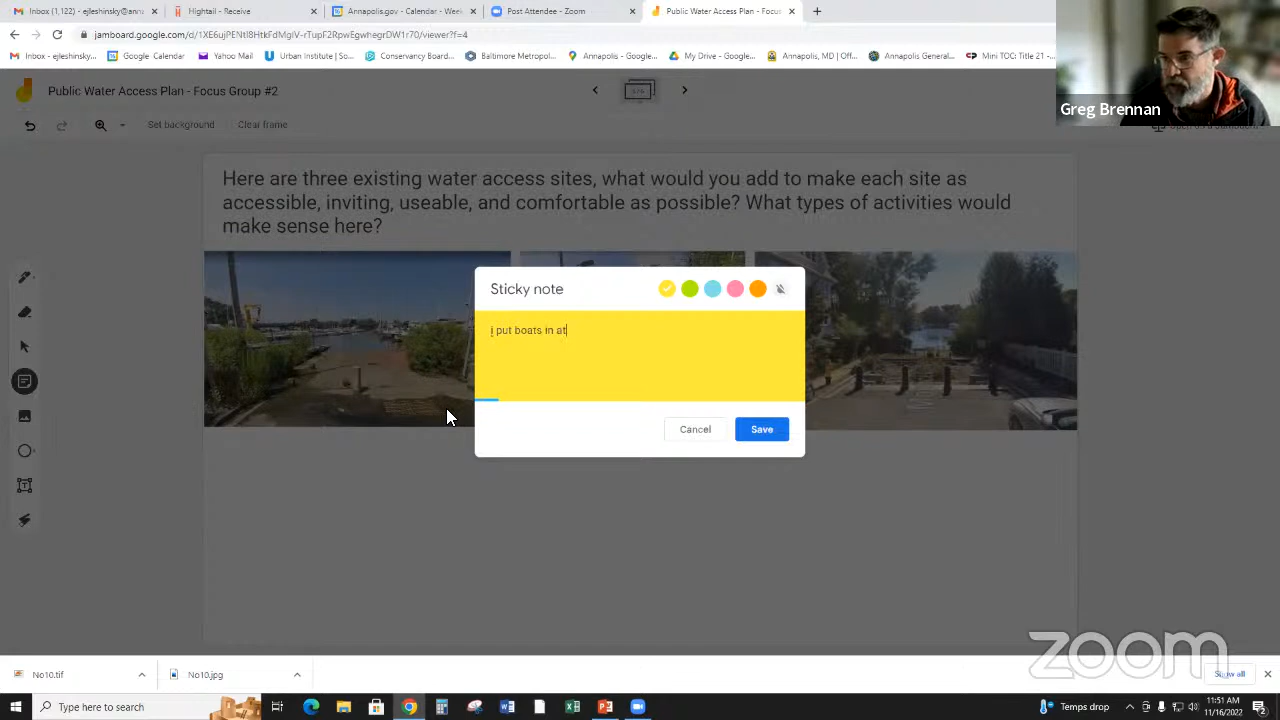 Inbox (1,122) - ejleshinsky@anna
Hightail - Receive
Annapolis.gov - Calendar - Week
Post Attendee - Zoom
Public Water Access Plan - Focus
jamboard.google.com/d/1XE6ujPENtI8HtkFdMgiV-rTupF2RpwEgwhegrDW1r70/viewer?f=4
Inbox - ejleshinsky...
Google Calendar
Yahoo Mail
Urban Institute | So...
Conservancy Board...
Baltimore Metropol...
Annapolis - Google...
My Drive - Google...
Annapolis, MD | Off...
Annapolis General...
Mini TOC: Title 21 -...
Greg Brennan
Public Water Access Plan - Focus Group #2
Set background
Clear frame
Here are three existing water access sites, what would you add to make each site as
accessible, inviting, useable, and comfortable as possible? What types of activities would
make sense here?
Sticky note
i put boats in at
Cancel
Save
zoom
No10.tif
No10.jpg
Show all
Type here to search
Temps drop
11:51 AM
11/16/2022
2